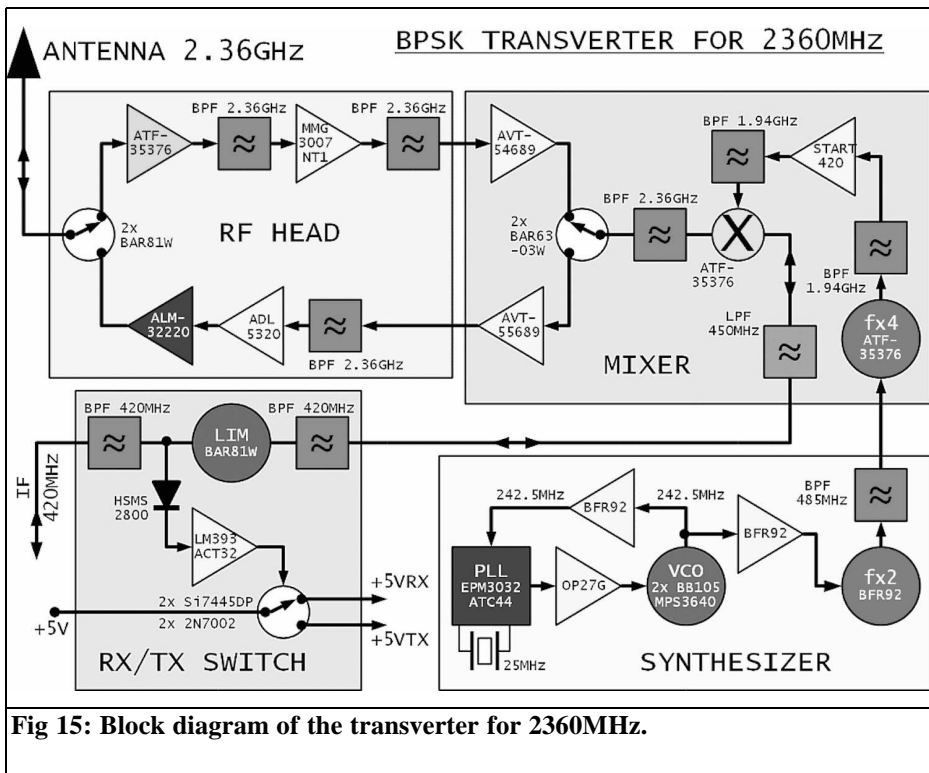 ANTENNA 2.36GHz
BPSK TRANSVERTER FOR 2360MHz
BPF 2.36GHz
BPF 2.36GHz
ATF-
35376
MMG
3007
NT1
2x
BAR81W
RF HEAD
ALM-
32220
ADL
5320
BPF 2.36GHz
AVT-
54689
BPF 1.94GHz
START
420
2x
BAR63
-03W
BPF 2.36GHz
X
ATF-
35376
BPF
1.94GHz
AVT-
55689
LPF
450MHz
fx4
ATF-
35376
MIXER
BPF 420MHz
BPF 420MHz
LIM
BAR81W
IF
420MHz
HSMS
2800
LM393
ACT32
2x Si7445DP
2x 2N7002
+5V
+5VRX
+5VTX
RX/TX SWITCH
242.5MHz
BFR92
242.5MHz
BPF
485MHz
BFR92
PLL
EPM3032
ATC44
OP27G
VCO
2x BB105
MPS3640
fx2
BFR92
25MHz
SYNTHESIZER
Fig 15: Block diagram of the transverter for 2360MHz.